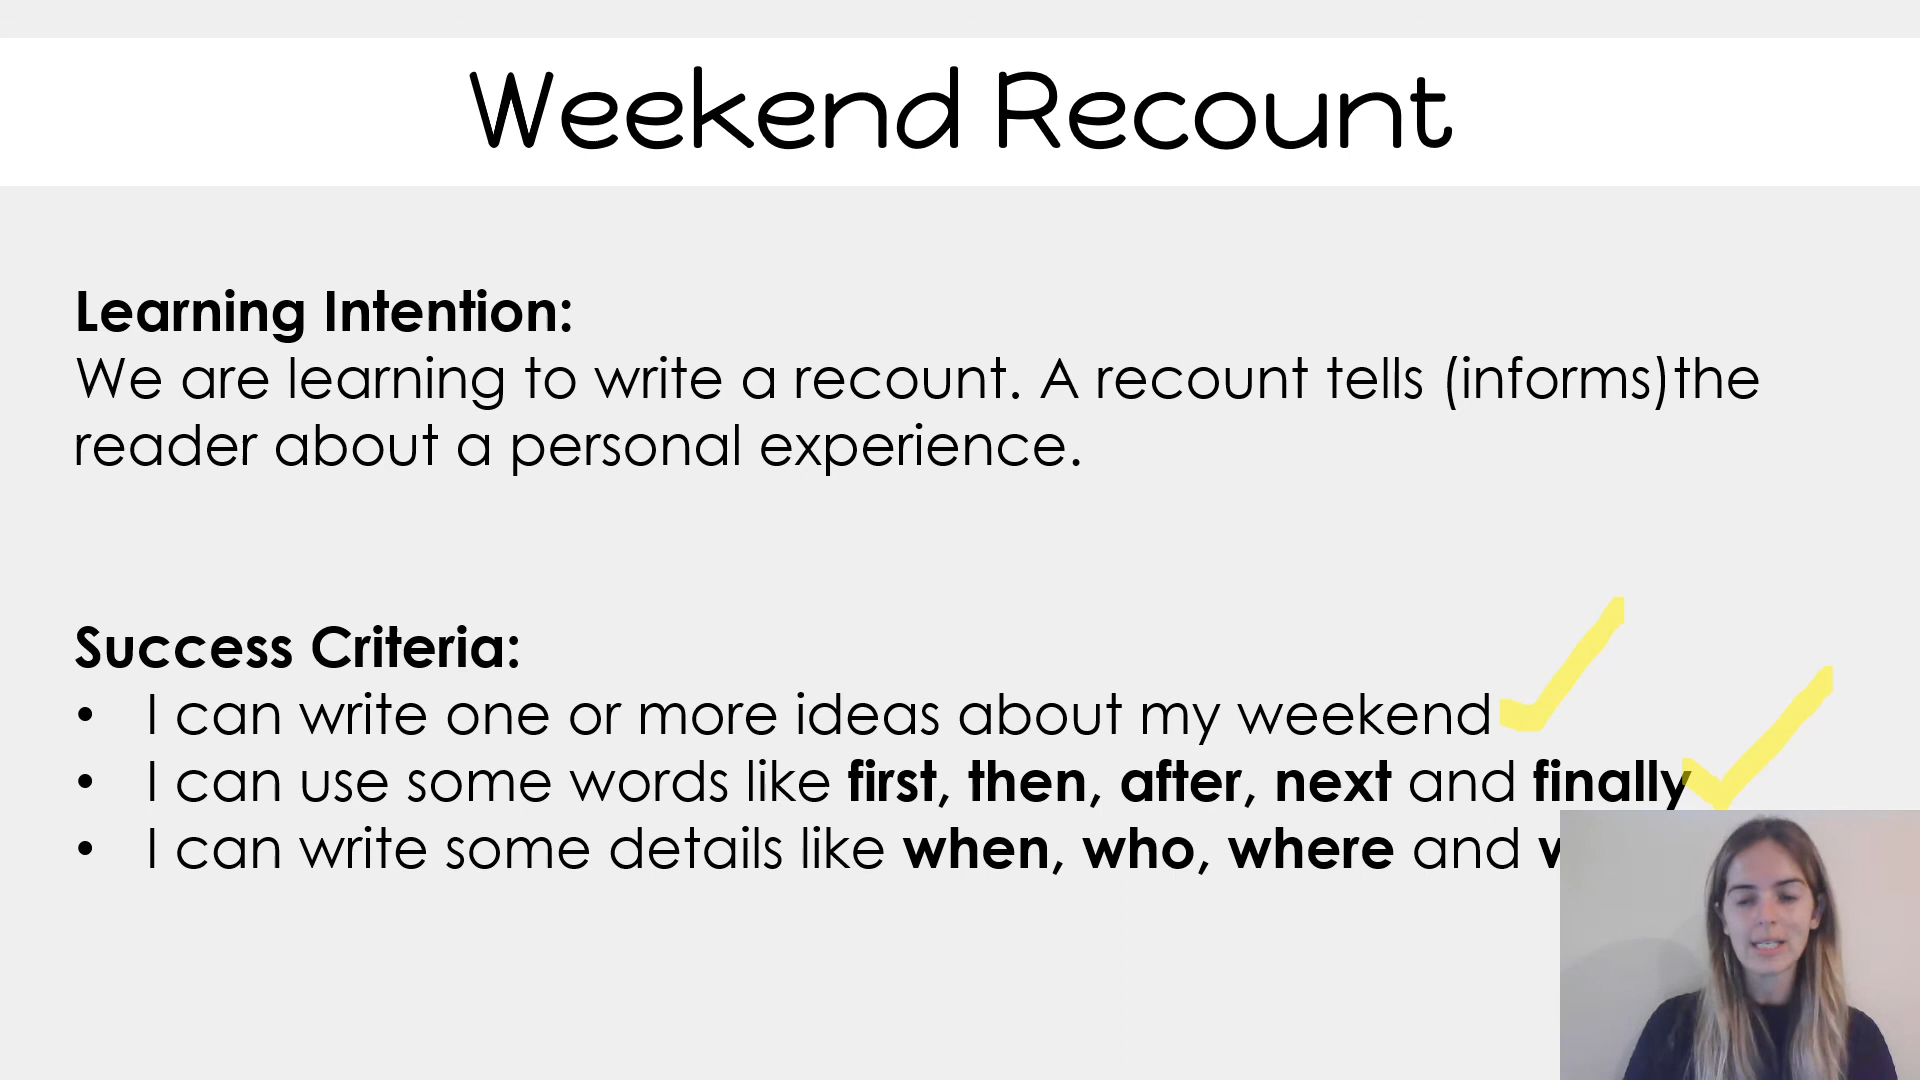 Weekend Recount
Learning Intention:
We are learning to write a recount. A recount tells (informs)the
reader about a personal experience.
Success Criteria:
• I can write one or more ideas about my weekend
• I can use some words like first, then, after, next and finally
• I can write some details like when, who, where and